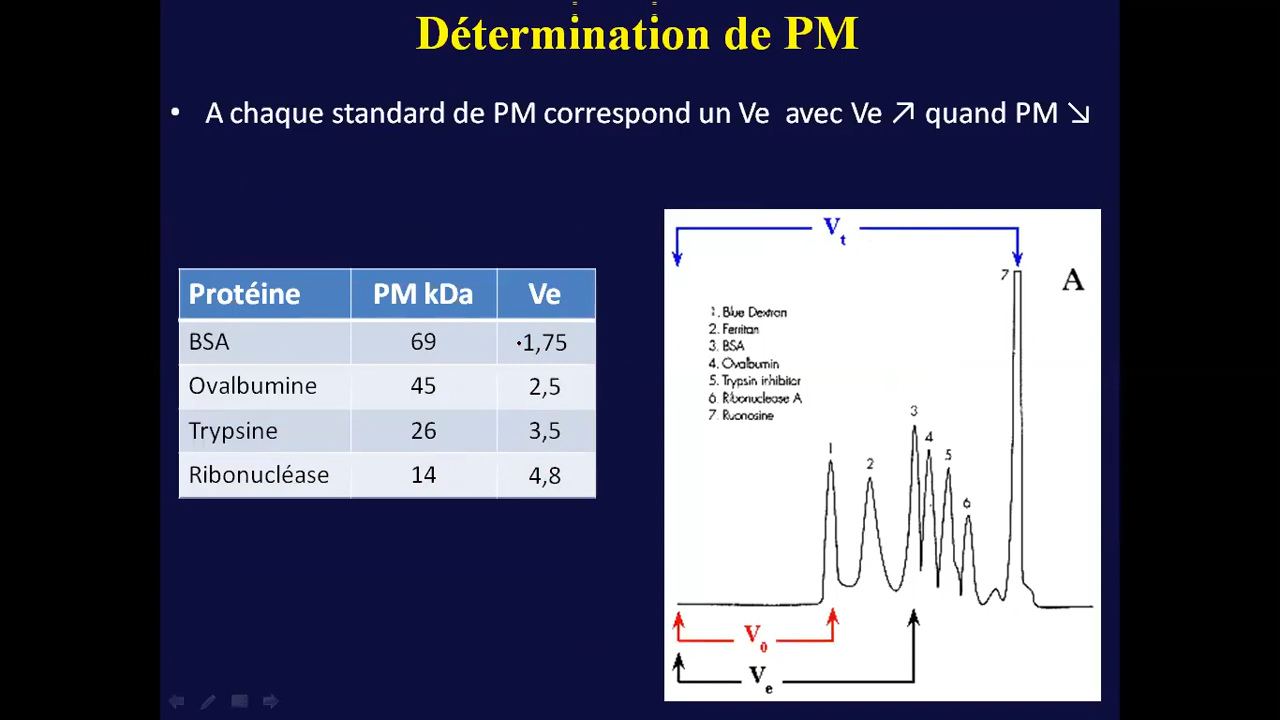 Détermination de PM
• A chaque standard de PM correspond un Ve avec Ve ↗ quand PM ↘
Protéine PM kDa Ve
BSA 69 1,75
Ovalbumine 45 2,5
Trypsine 26 3,5
Ribonucléase 14 4,8
Vt
A
7
1. Blue Dextran
2. Ferritan
3. BSA
4. Ovalbumin
5. Trypsin inhibitor
6. Ribonuclease A
7. Ruonosine
3
1
4
2
5
6
V0
Ve